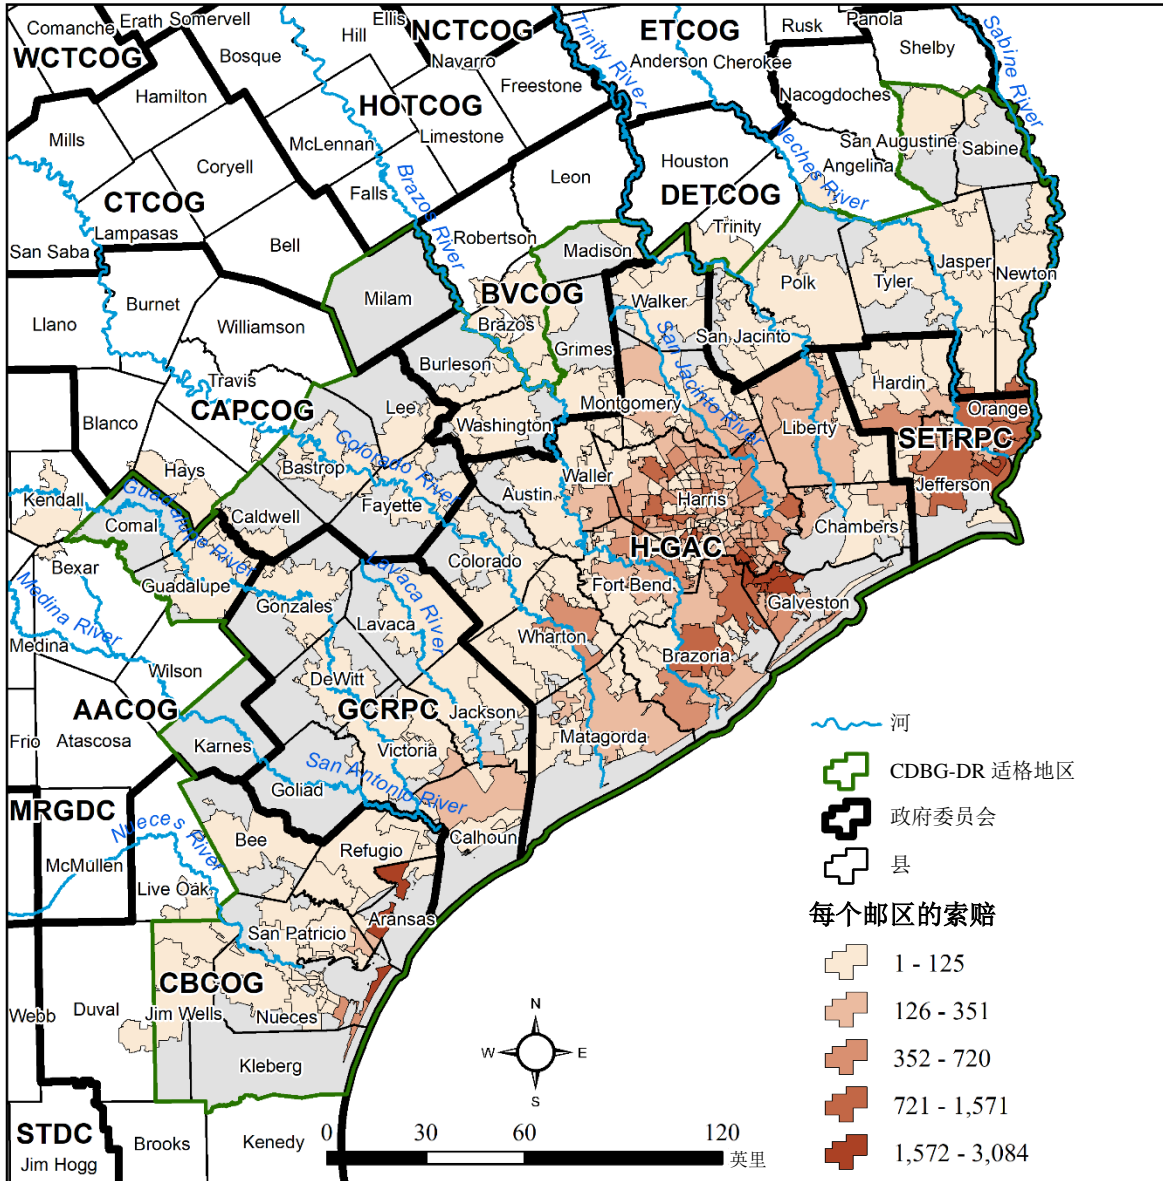 Comanche
Erath
Somervell
Ellis
Hill
NCTCOG
Navarro
Trinity River
ETCOG
Anderson
Cherokee
Rusk
Panola
Shelby
Sabine River
WCTCOG
Bosque
Hamilton
HOTCOG
Freestone
Limestone
Nacogdoches
Mills
McLennan
Coryell
Falls
Brazos River
Leon
Houston
Neches River
San Augustine
Angelina
Sabine
CTCOG
Lampasas
DETCOG
Trinity
San Saba
Bell
Robertson
Madison
Jasper
Newton
Burnet
Milam
BVCOG
Walker
Polk
Tyler
Llano
Williamson
Brazos
Grimes
San Jacinto
San Jacinto River
Burleson
Hardin
Travis
Lee
Montgomery
Orange
CAPCOG
Washington
Liberty
SETRPC
Blanco
Colorado River
Bastrop
Waller
Jefferson
Hays
Austin
Harris
Kendall
Guadalupe River
Fayette
Chambers
Comal
Caldwell
H-GAC
Bexar
Guadalupe
Lavaca River
Colorado
Fort Bend
Galveston
Medina River
Gonzales
Lavaca
Wharton
Medina
Wilson
DeWitt
Brazoria
AACOG
GCRPC
Jackson
Frio
Atascosa
Karnes
Victoria
Matagorda
San Antonio River
Goliad
MRGDC
Nueces River
Bee
Refugio
Calhoun
McMullen
Live Oak
Aransas
San Patricio
CBCOG
Webb
Duval
Jim Wells
Nueces
Kleberg
STDC
Jim Hogg
Brooks
Kenedy
N
W
E
S
0
30
60
120
英里
河
CDBG-DR 适格地区
政府委员会
县
每个邮区的索赔
1 - 125
126 - 351
352 - 720
721 - 1,571
1,572 - 3,084